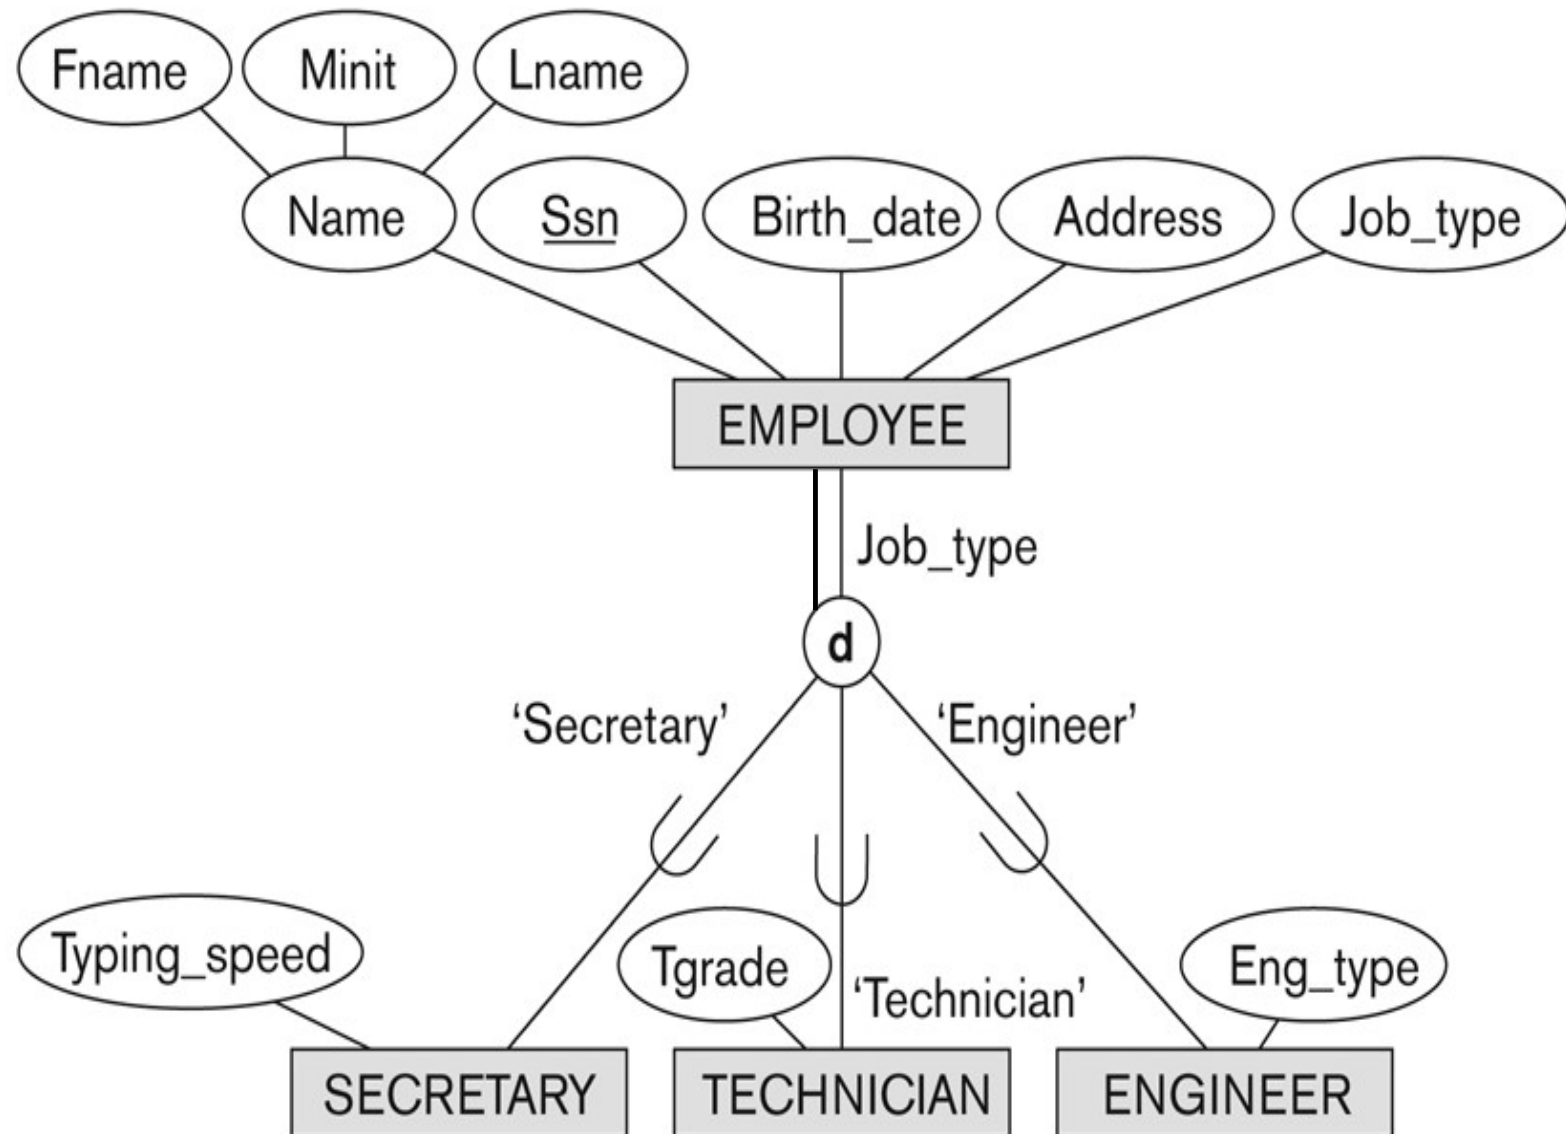 Fname Minit Lname
Name Ssn Birth_date Address Job_type
EMPLOYEE
Job_type
d
‘Secretary’ ‘Engineer’
Typing_speed Tgrade Eng_type
‘Technician’
SECRETARY TECHNICIAN ENGINEER